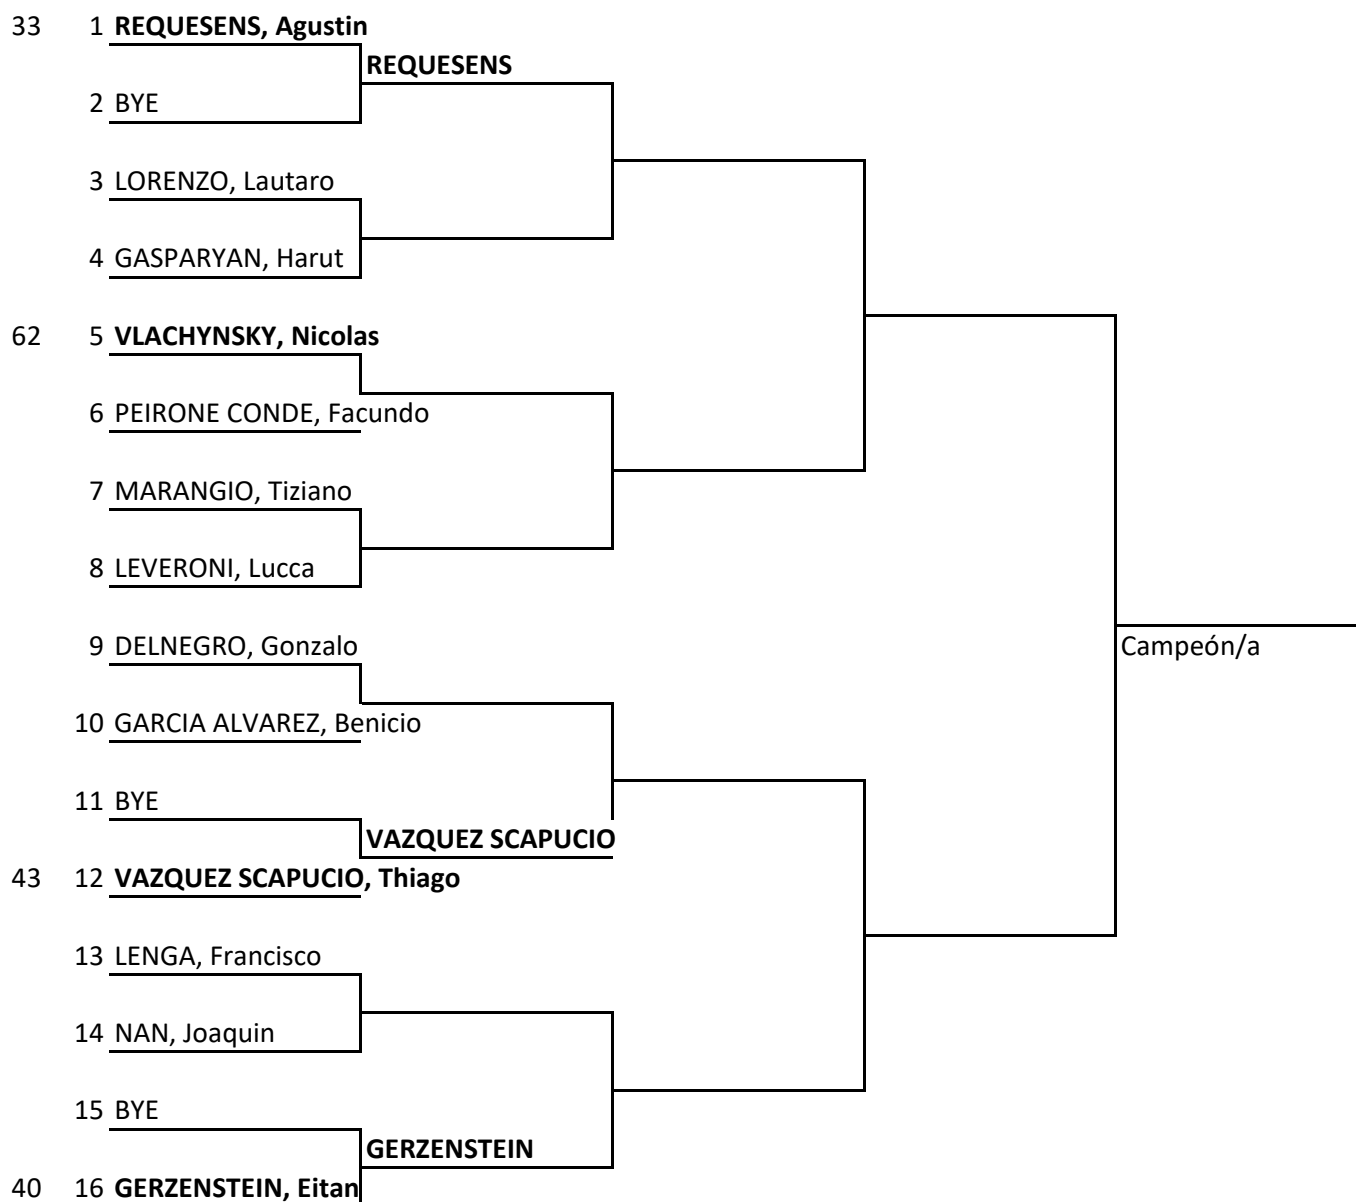 33 1 REQUESENS, Agustin
REQUESENS
2 BYE
3 LORENZO, Lautaro
4 GASPARYAN, Harut
62 5 VLACHYNSKY, Nicolas
6 PEIRONE CONDE, Facundo
7 MARANGIO, Tiziano
8 LEVERONI, Lucca
9 DELNEGRO, Gonzalo
Campeón/a
10 GARCIA ALVAREZ, Benicio
11 BYE
VAZQUEZ SCAPUCIO
43 12 VAZQUEZ SCAPUCIO, Thiago
13 LENGA, Francisco
14 NAN, Joaquin
15 BYE
GERZENSTEIN
40 16 GERZENSTEIN, Eitan